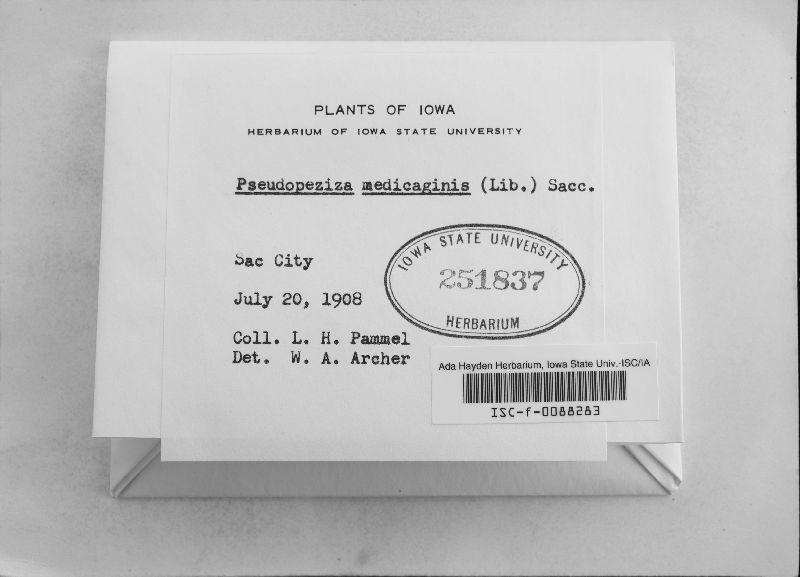 PLANTS OF IOWA
HERBARIUM OF IOWA STATE UNIVERSITY
Pseudopeziza medicaginis (Lib.) Sacc.
Sac City
July 20, 1908
Coll. L. H. Pammel
Det. W. A. Archer
IOWA STATE UNIVERSITY
251837
HERBARIUM
Ada Hayden Herbarium, Iowa State Univ.-ISC/IA
ISC-f-0088283